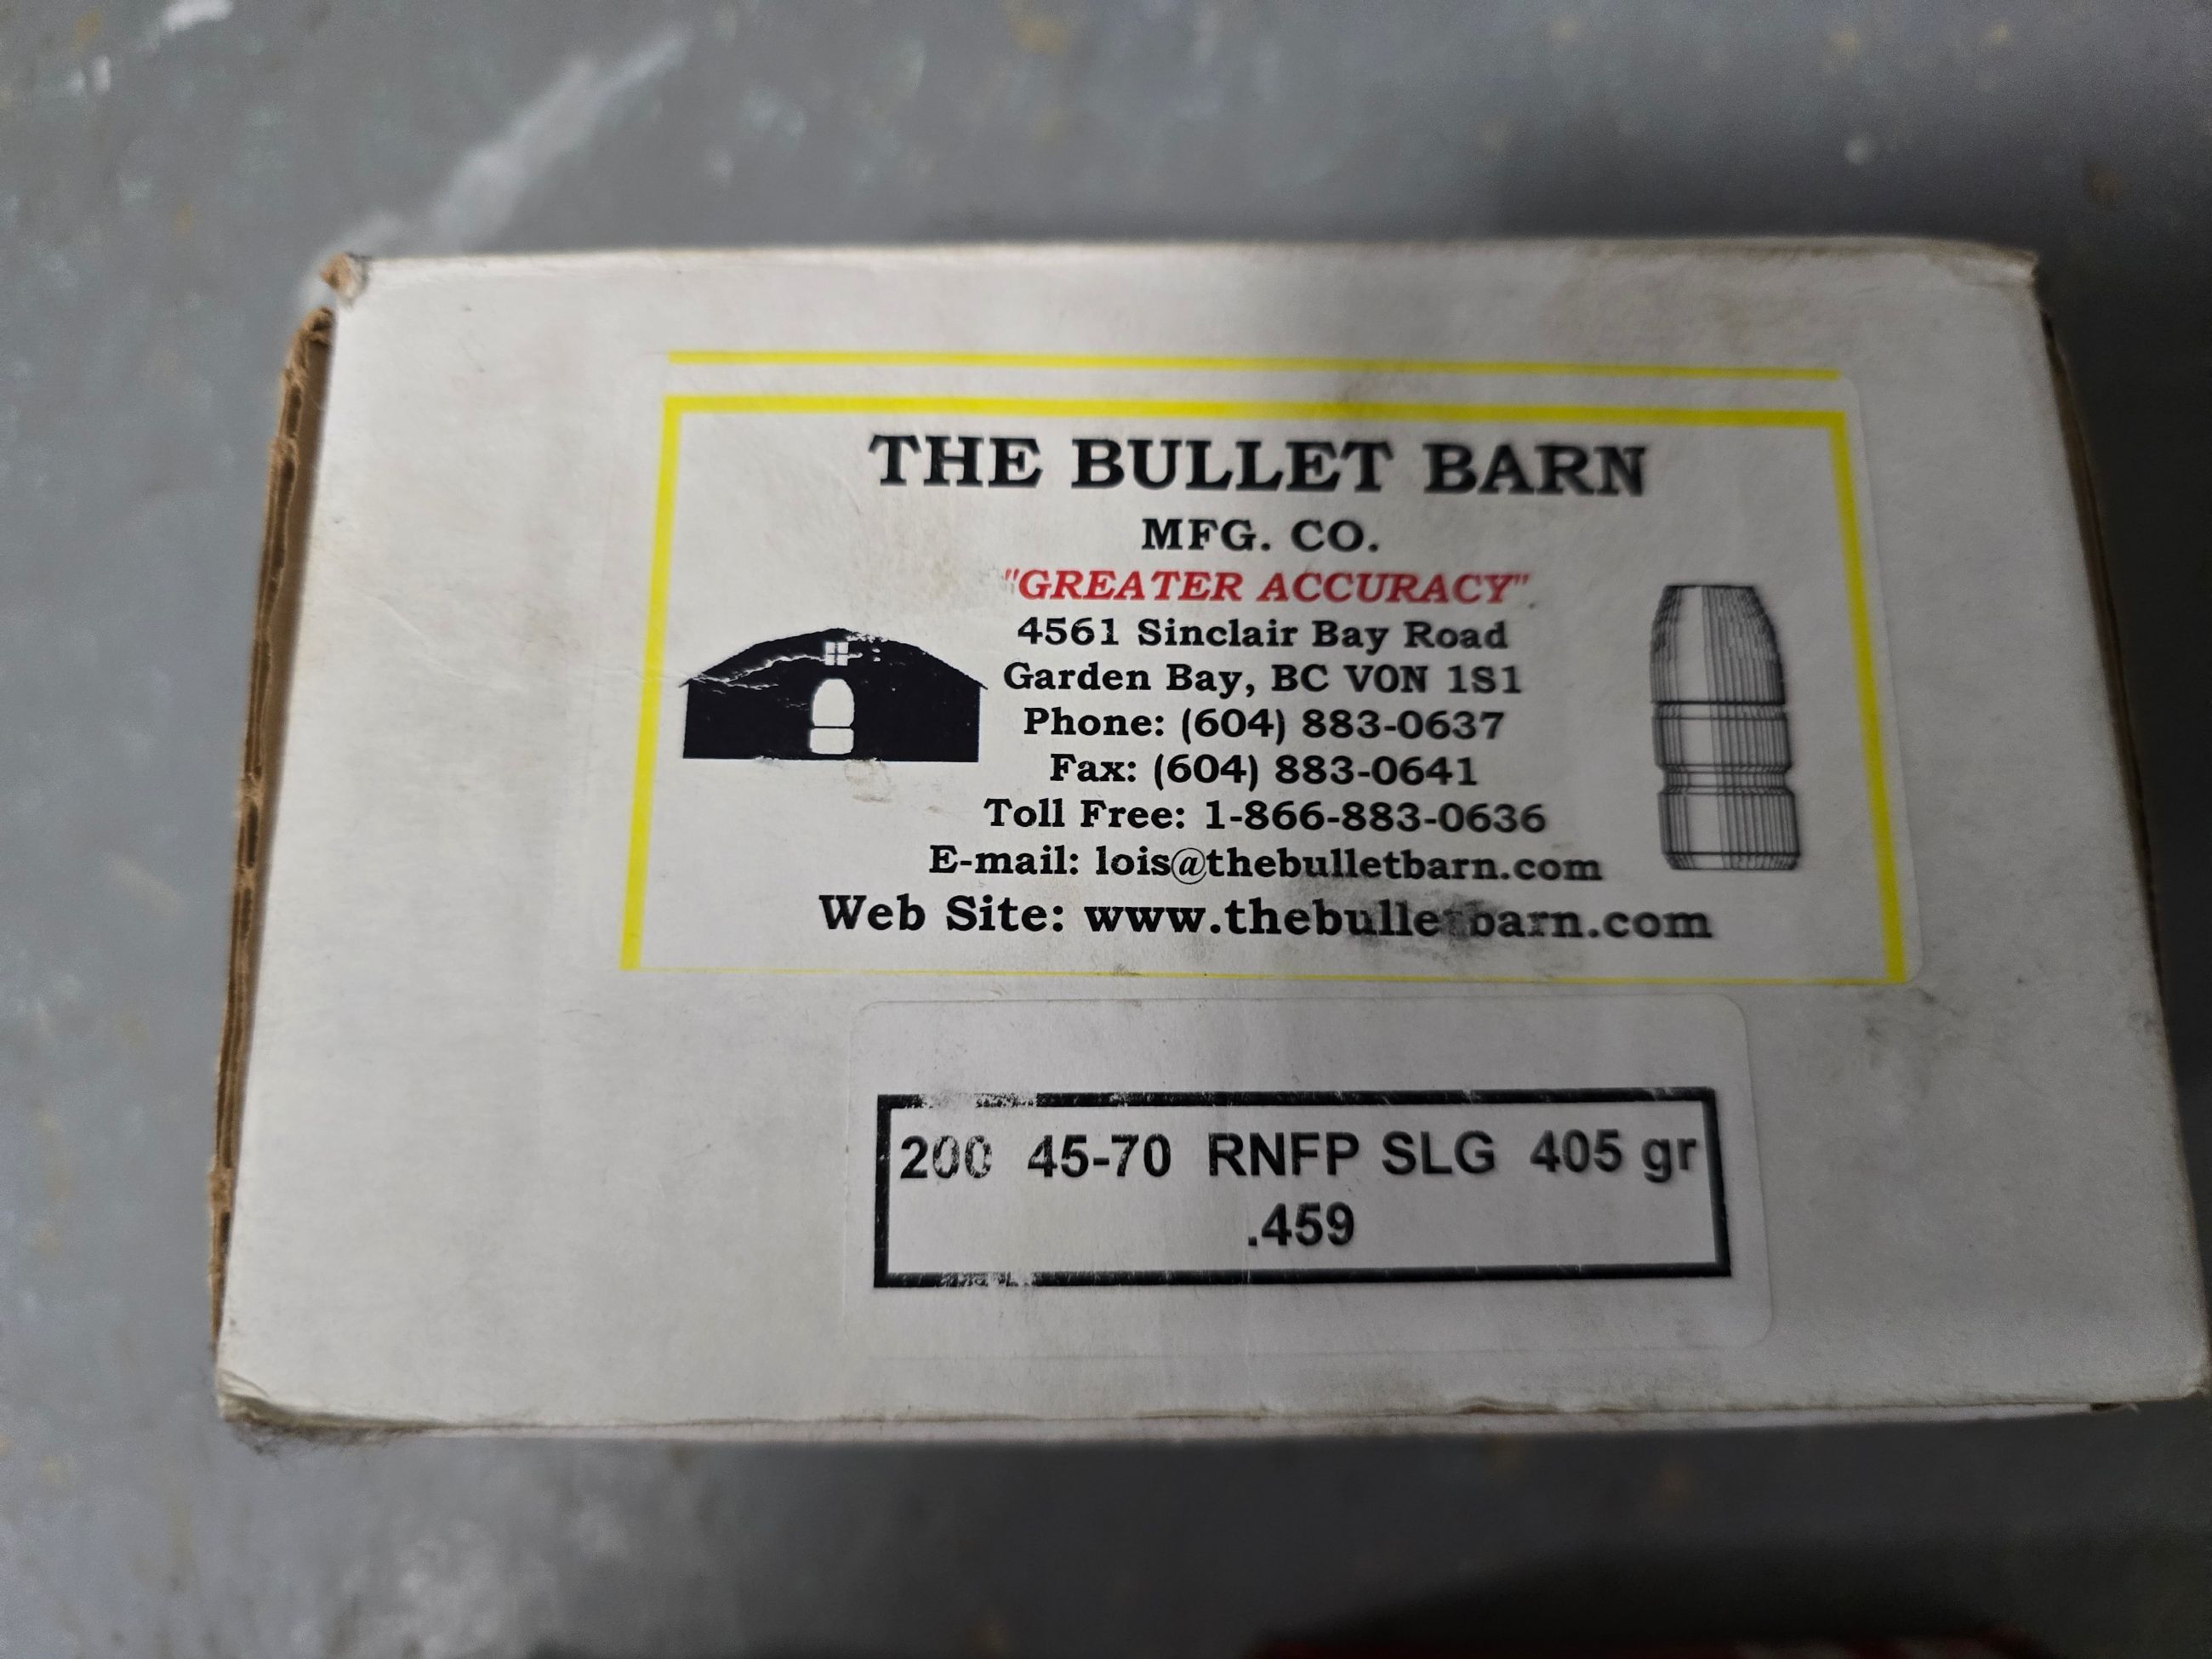 THE BULLET BARN
MFG. CO.
"GREATER ACCURACY"
4561 Sinclair Bay Road
Garden Bay, BC VON 1S1
Phone: (604) 883-0637
Fax: (604) 883-0641
Toll Free: 1-866-883-0636
E-mail: lois@thebulletbarn.com
Web Site: www.thebulletbarn.com
200 45-70 RNFP SLG 405 gr
.459